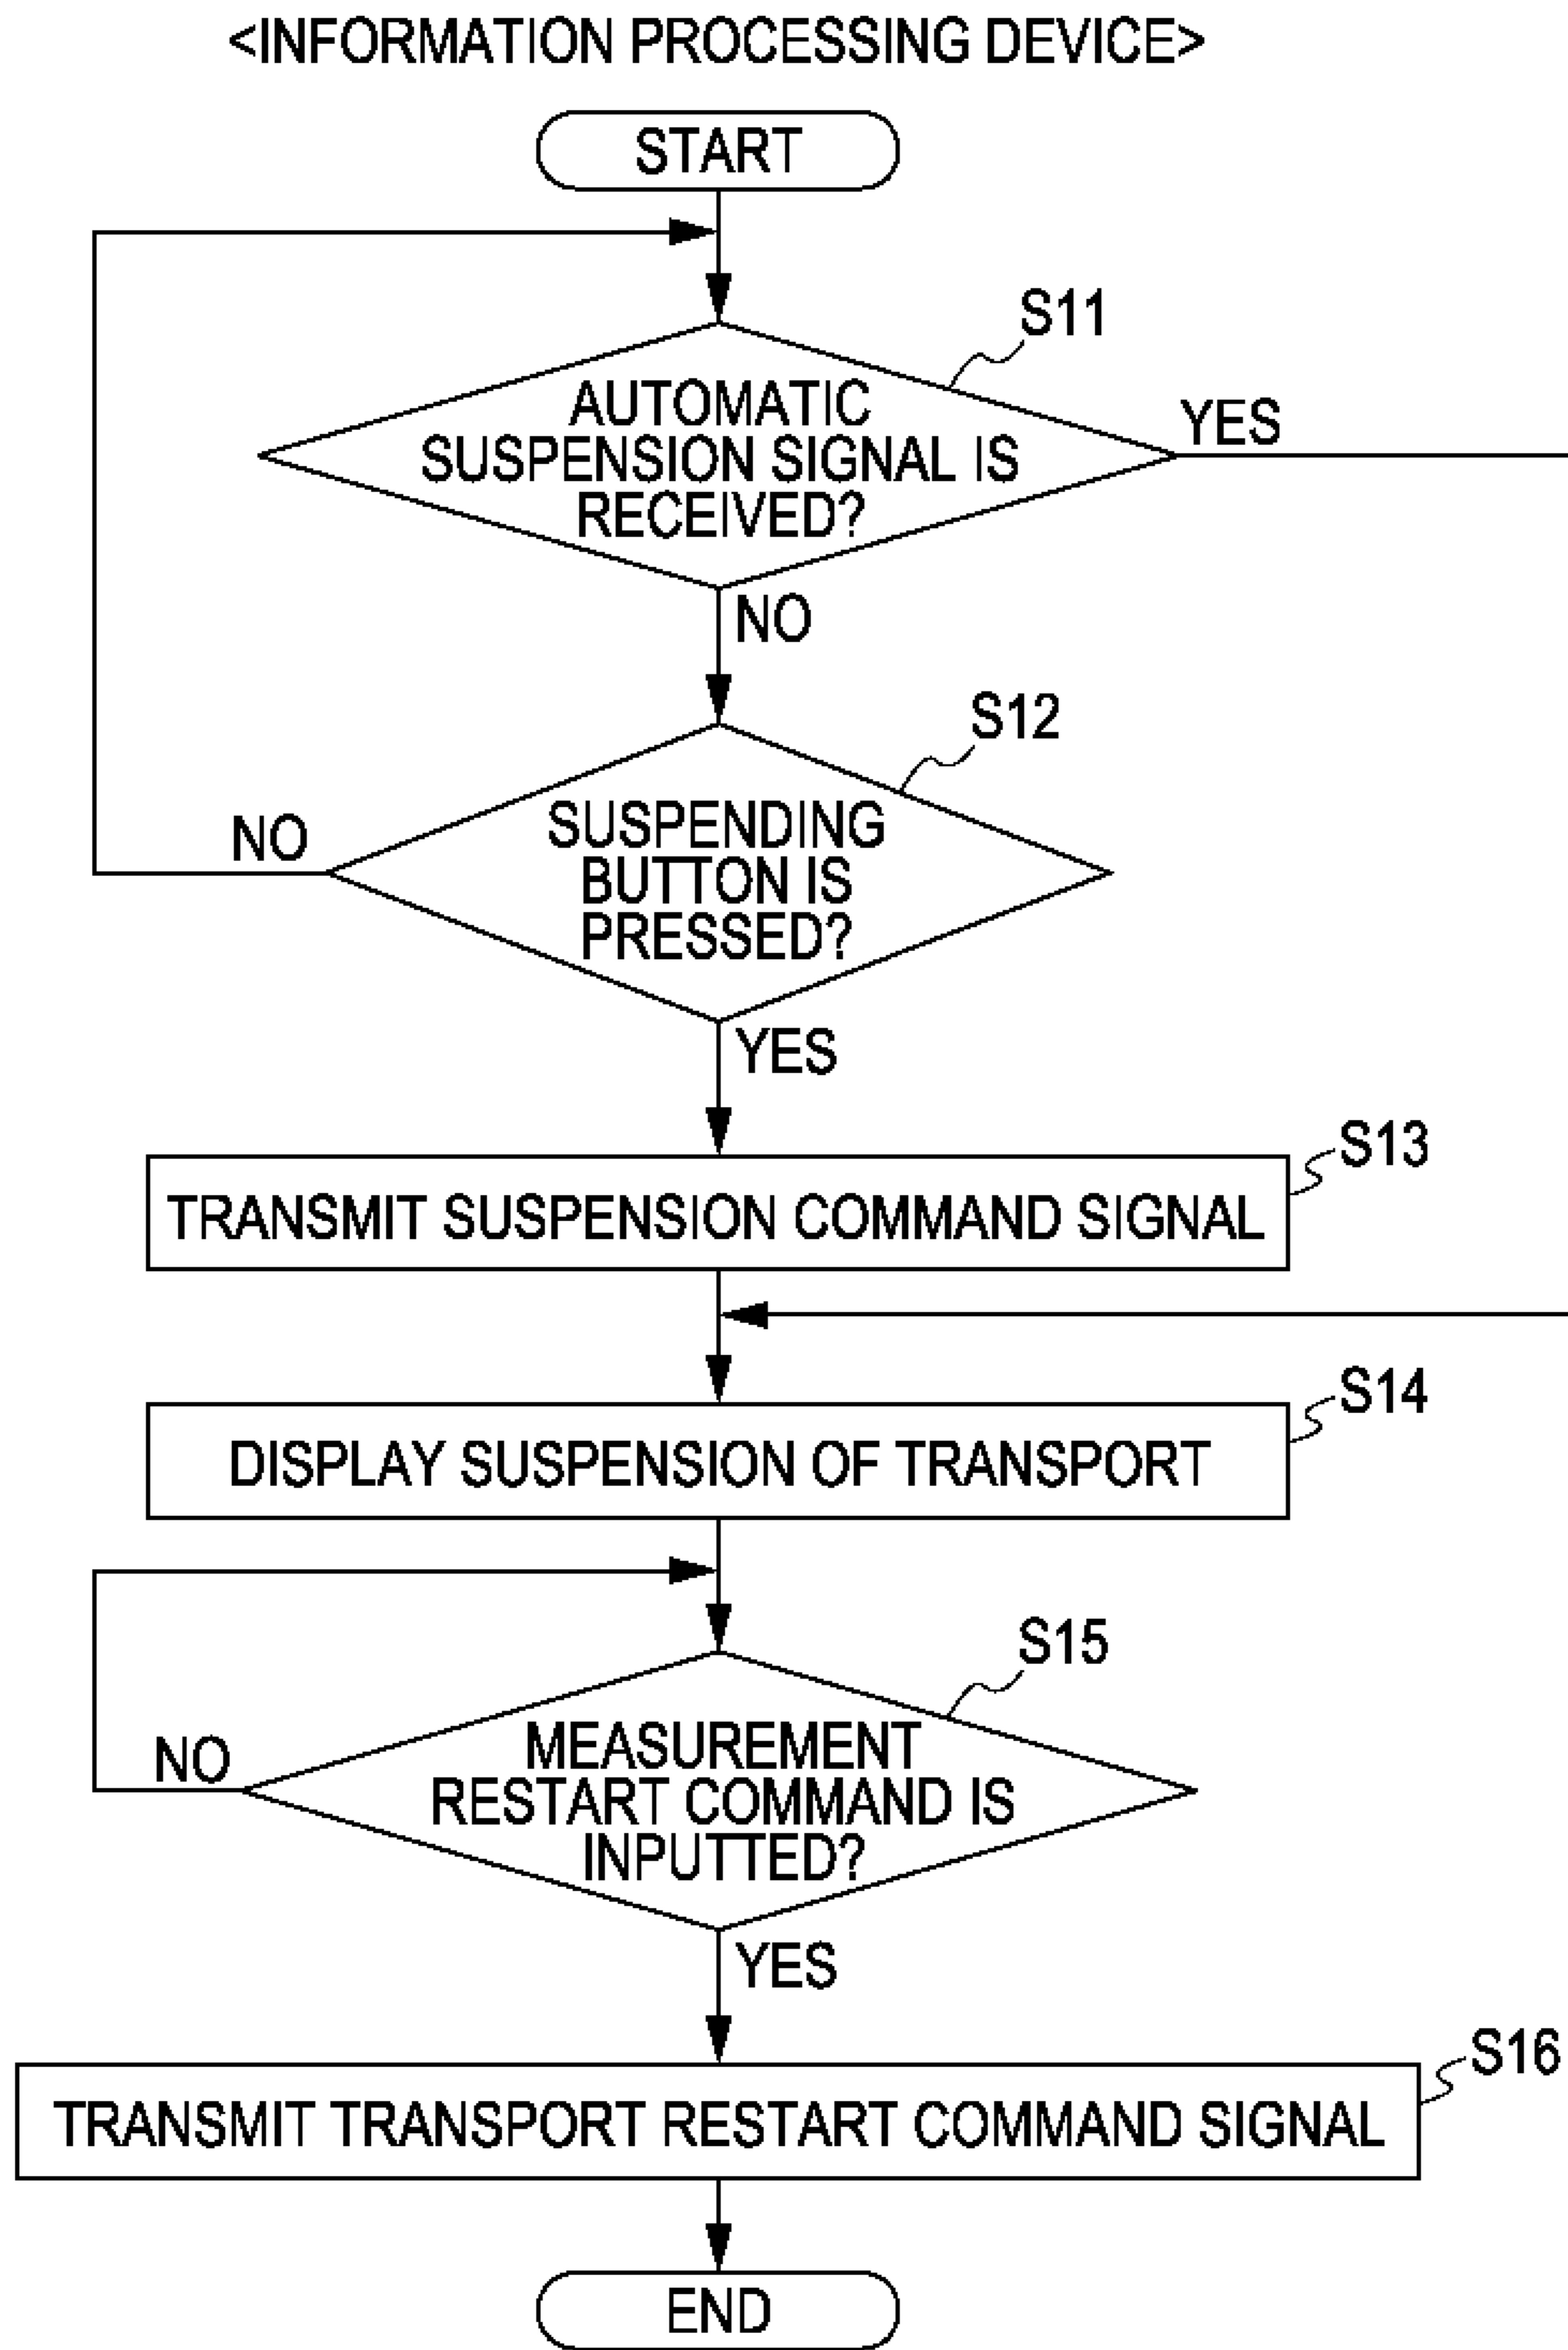 <INFORMATION PROCESSING DEVICE>
START
S11
AUTOMATIC
SUSPENSION SIGNAL IS
RECEIVED?
YES
NO
S12
SUSPENDING
BUTTON IS
PRESSED?
NO
YES
S13
TRANSMIT SUSPENSION COMMAND SIGNAL
S14
DISPLAY SUSPENSION OF TRANSPORT
S15
MEASUREMENT
RESTART COMMAND IS
INPUTTED?
NO
YES
S16
TRANSMIT TRANSPORT RESTART COMMAND SIGNAL
END